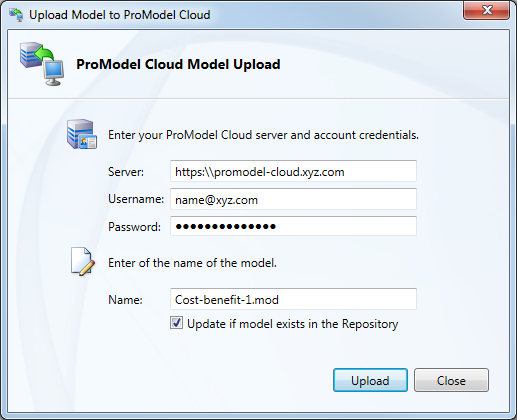 Upload Model to ProModel Cloud
ProModel Cloud Model Upload
Enter your ProModel Cloud server and account credentials.
Server: https:\\promodel-cloud.xyz.com
Username: name@xyz.com
Password: ●●●●●●●●●●●●●●
Enter of the name of the model.
Name: Cost-benefit-1.mod
Update if model exists in the Repository
Upload Close